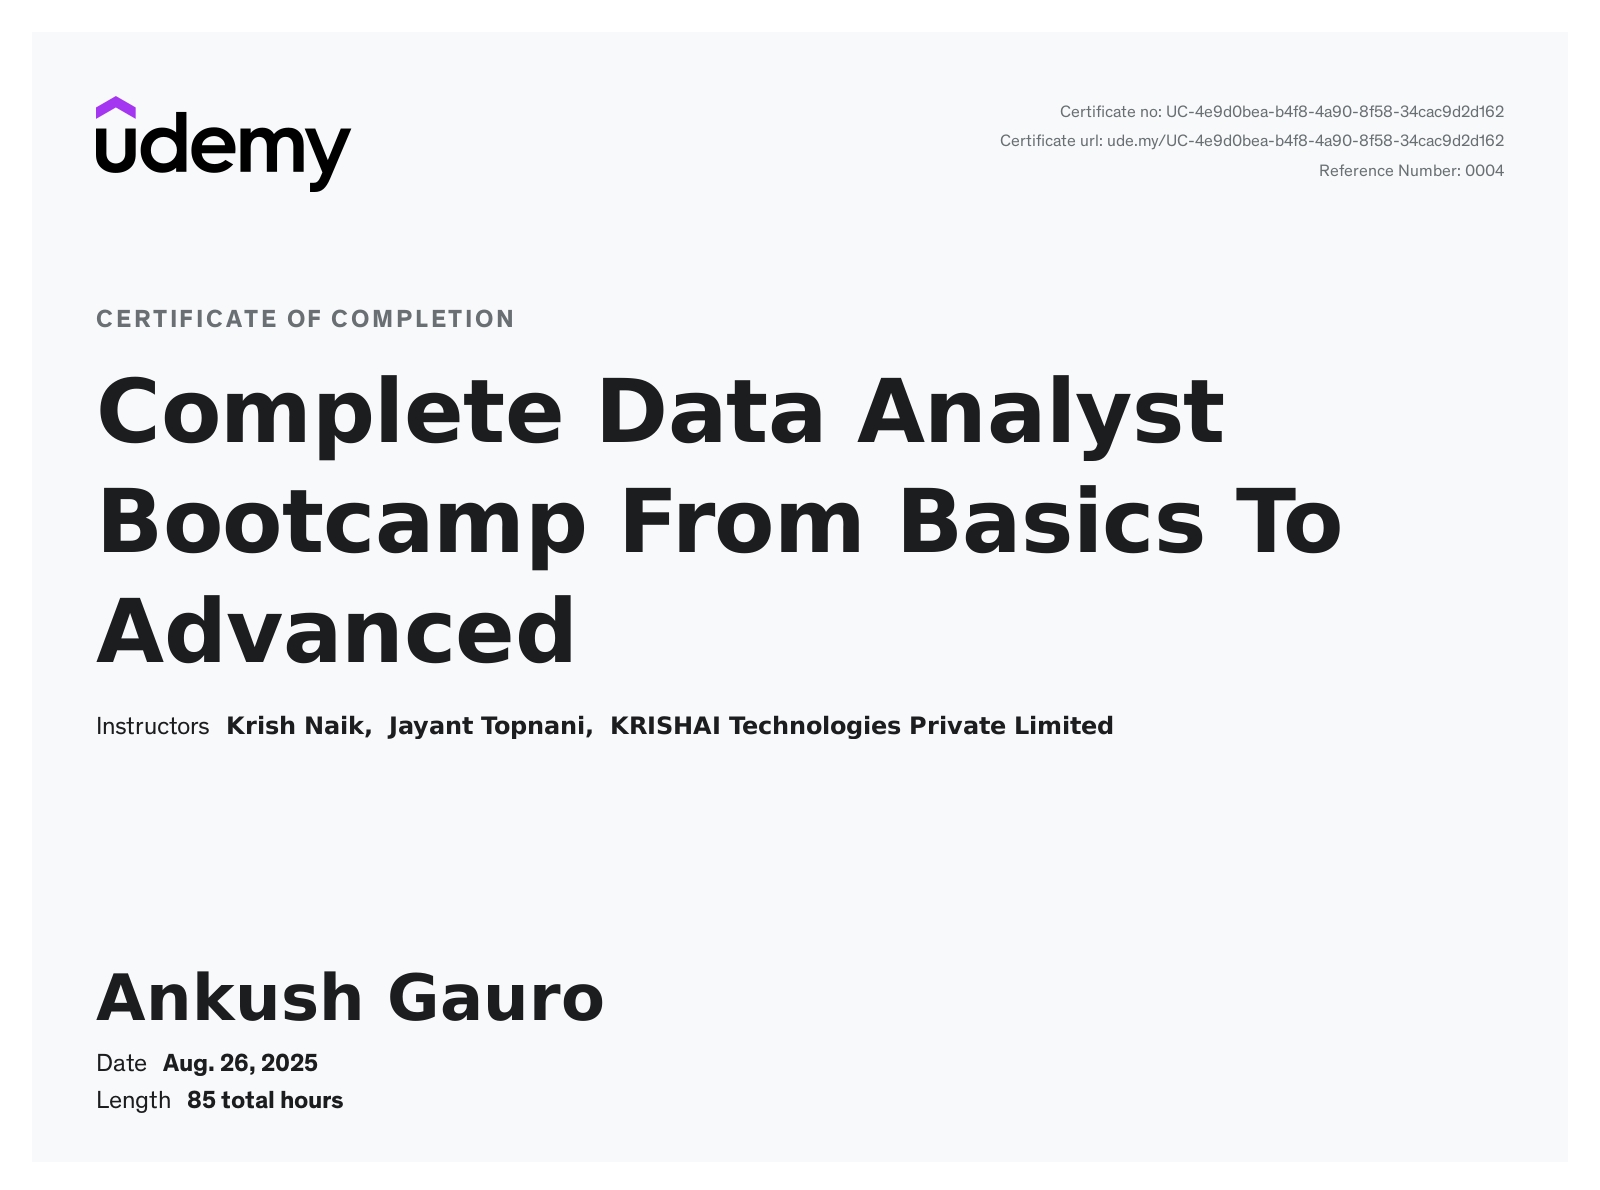 udemy
Certificate no: UC-4e9d0bea-b4f8-4a90-8f58-34cac9d2d162
Certificate url: ude.my/UC-4e9d0bea-b4f8-4a90-8f58-34cac9d2d162
Reference Number: 0004
CERTIFICATE OF COMPLETION
Complete Data Analyst
Bootcamp From Basics To
Advanced
Instructors Krish Naik, Jayant Topnani, KRISHAI Technologies Private Limited
Ankush Gauro
Date Aug. 26, 2025
Length 85 total hours